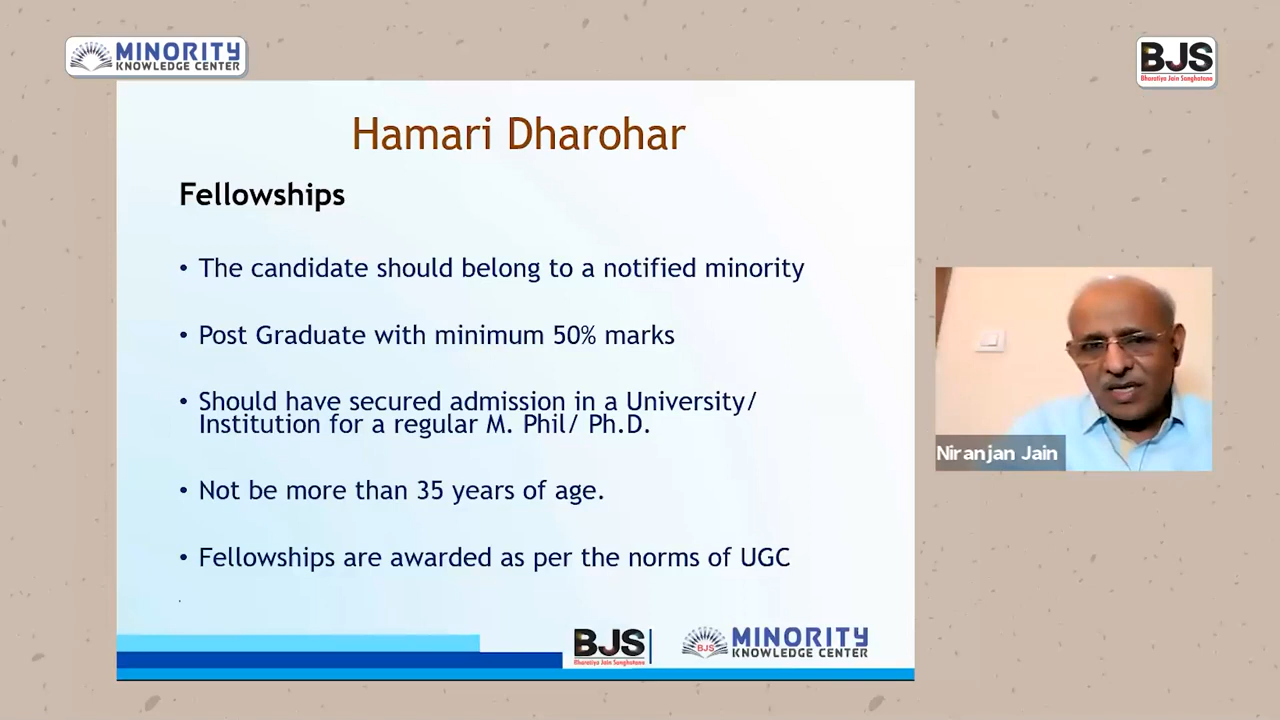 MINORITY
KNOWLEDGE CENTER
BJS
Bharatiya Jain Sanghatana
Hamari Dharohar
Fellowships
• The candidate should belong to a notified minority
• Post Graduate with minimum 50% marks
• Should have secured admission in a University/
Institution for a regular M. Phil/ Ph.D.
• Not be more than 35 years of age.
• Fellowships are awarded as per the norms of UGC
.
Niranjan Jain
BJS
Bharatiya Jain Sanghatana
BJS
MINORITY
KNOWLEDGE CENTER